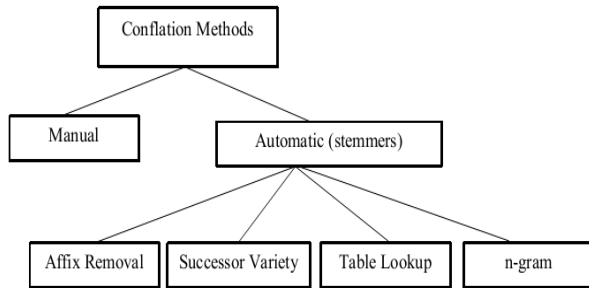 Conflation Methods
Manual
Automatic (stemmers)
Affix Removal
Successor Variety
Table Lookup
n-gram